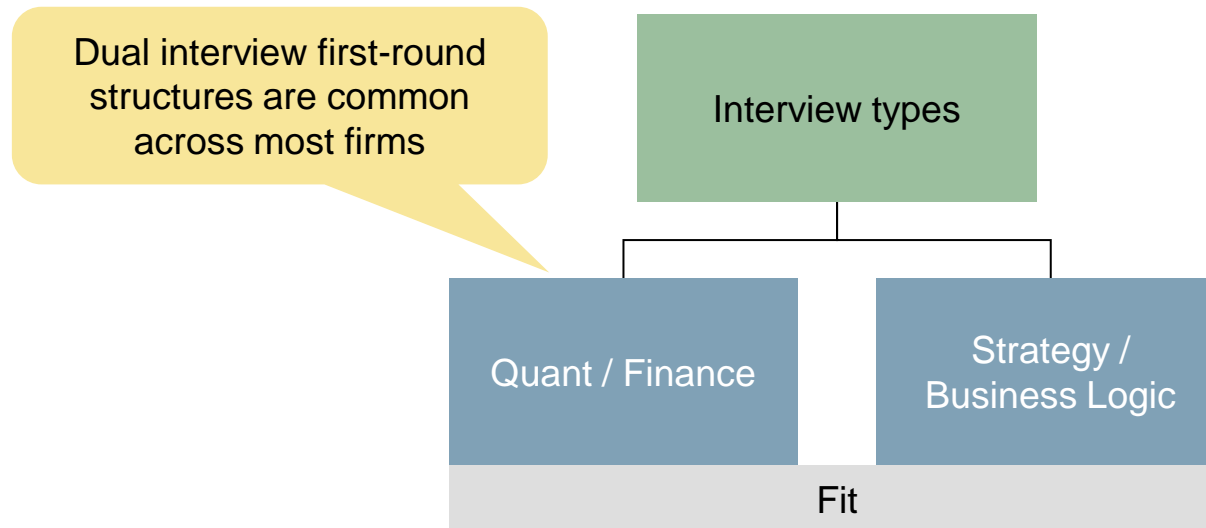 Dual interview first-round
structures are common
across most firms
Interview types
Quant / Finance
Strategy /
Business Logic
Fit